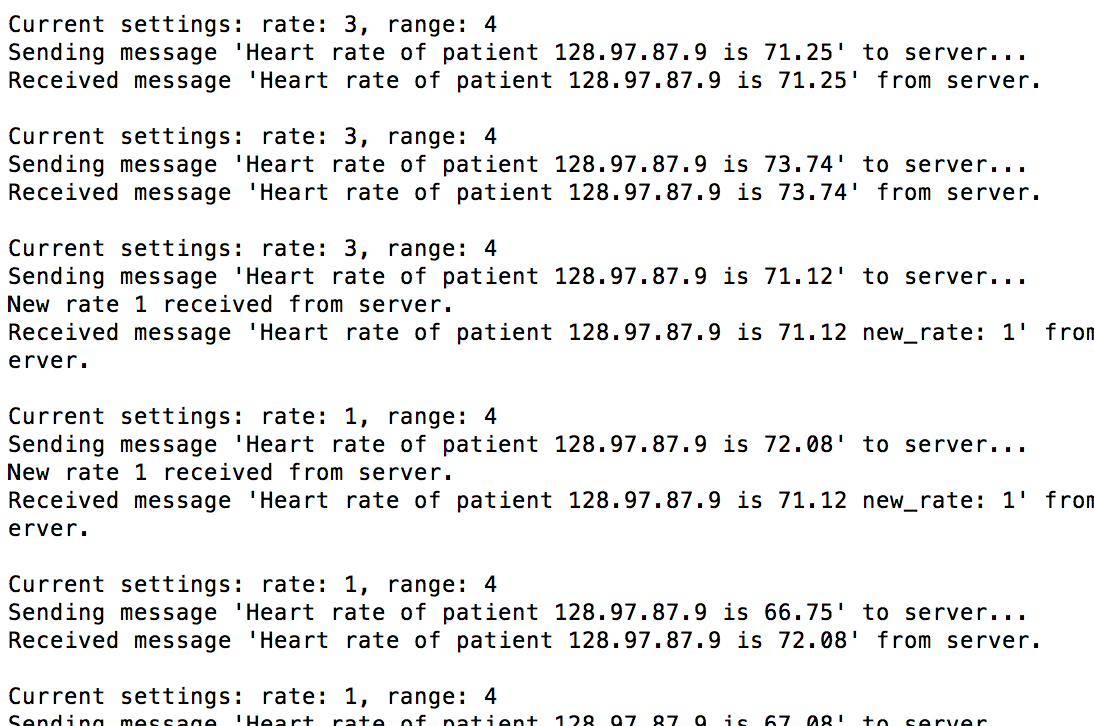 Current settings: rate: 3, range: 4
Sending message 'Heart rate of patient 128.97.87.9 is 71.25' to server...
Received message 'Heart rate of patient 128.97.87.9 is 71.25' from server.
Current settings: rate: 3, range: 4
Sending message 'Heart rate of patient 128.97.87.9 is 73.74' to server...
Received message 'Heart rate of patient 128.97.87.9 is 73.74' from server.
Current settings: rate: 3, range: 4
Sending message 'Heart rate of patient 128.97.87.9 is 71.12' to server...
New rate 1 received from server.
Received message 'Heart rate of patient 128.97.87.9 is 71.12 new_rate: 1' from
erver.
Current settings: rate: 1, range: 4
Sending message 'Heart rate of patient 128.97.87.9 is 72.08' to server...
New rate 1 received from server.
Received message 'Heart rate of patient 128.97.87.9 is 71.12 new_rate: 1' from
erver.
Current settings: rate: 1, range: 4
Sending message 'Heart rate of patient 128.97.87.9 is 66.75' to server...
Received message 'Heart rate of patient 128.97.87.9 is 72.08' from server.
Current settings: rate: 1, range: 4
Sending message 'Heart rate of patient 128.97.87.9 is 67.08' to server...